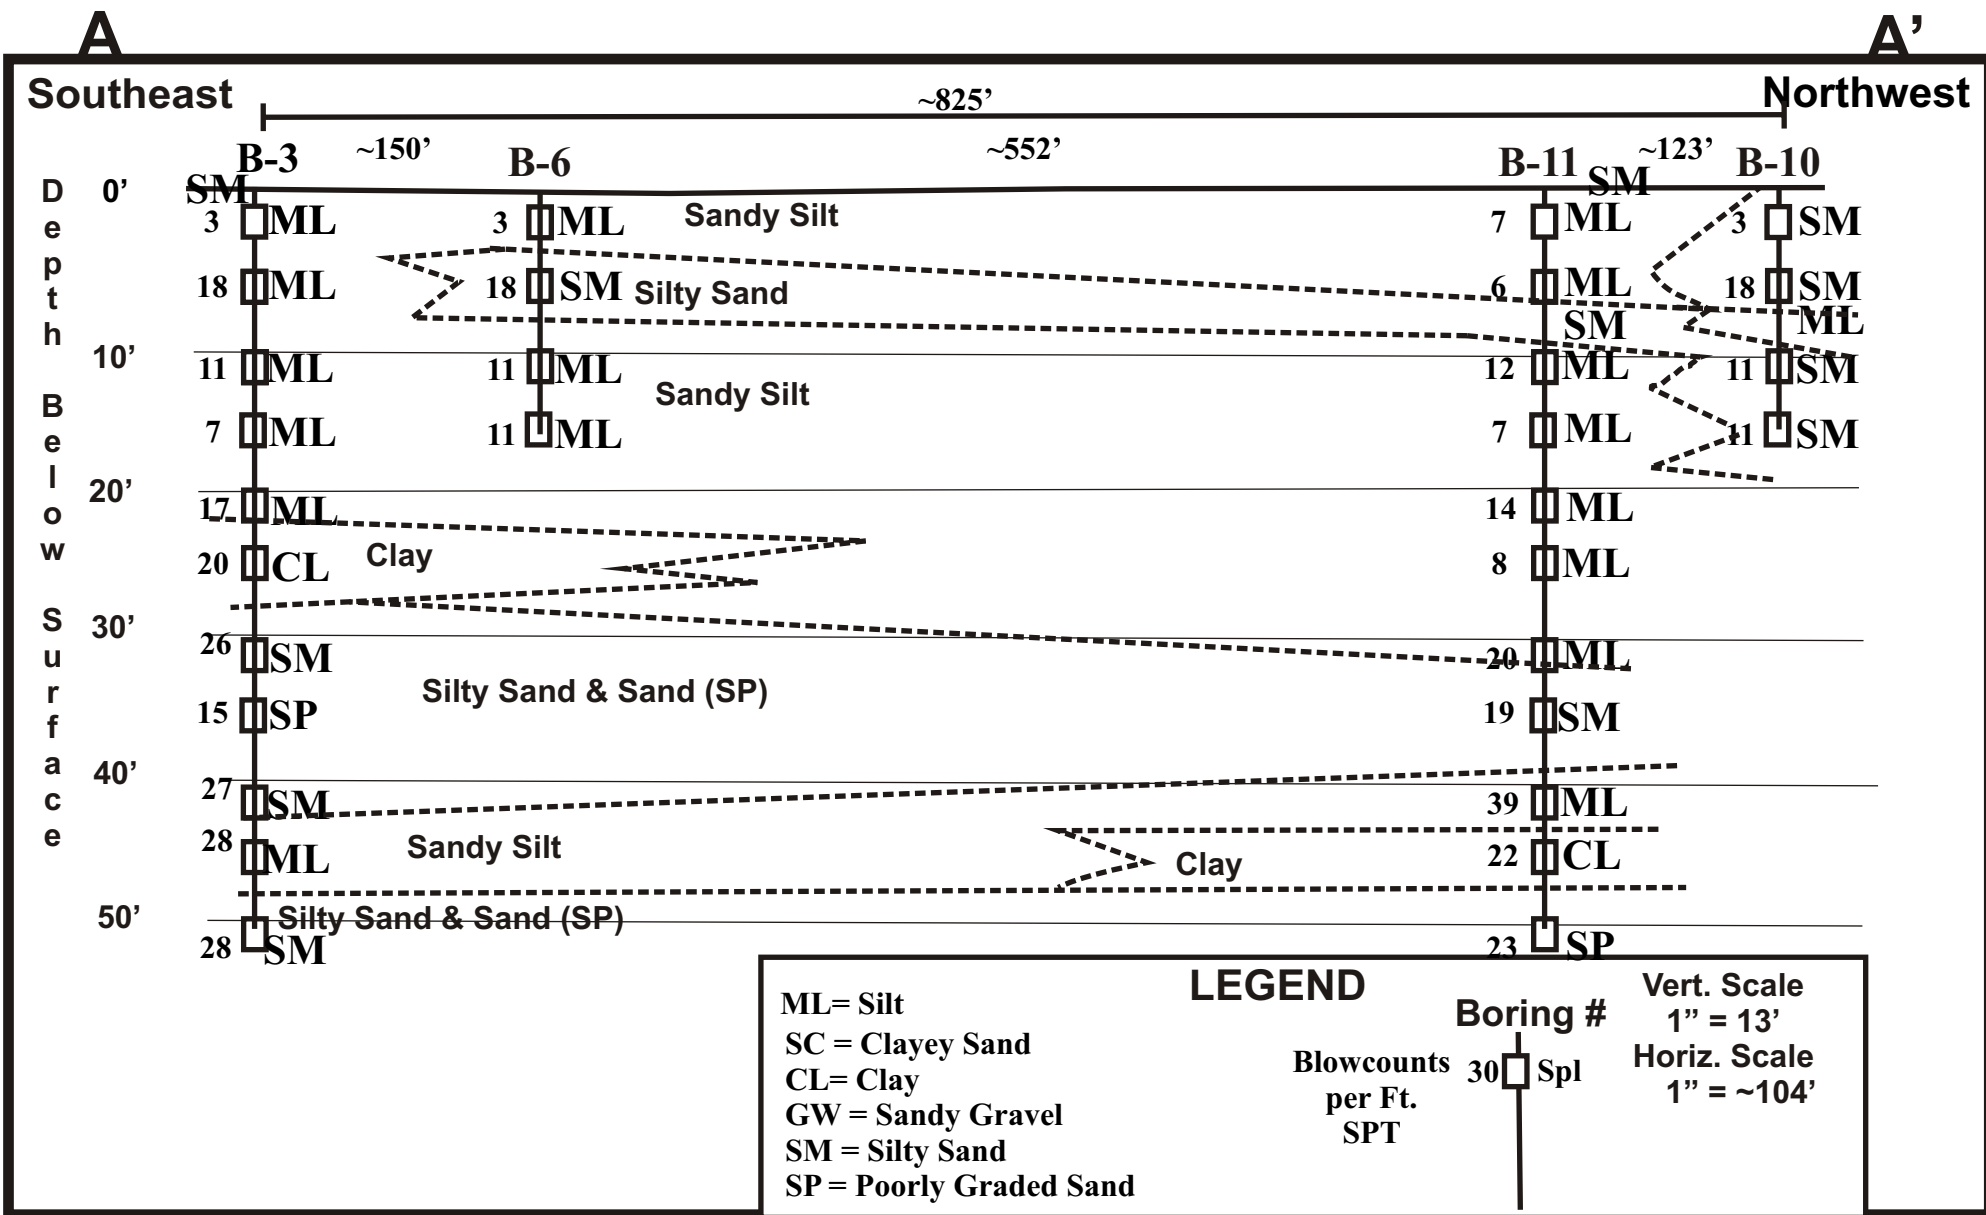 A A’
Southeast ~825’ Northwest
B-3 ~150’ B-6 ~552’ B-11 ~123’ B-10
Depth Below Surface
0’ SM SM
3 ML 3 ML Sandy Silt 7 ML 3 SM
18 ML 18 SM Silty Sand 6 ML 18 SM
SM ML
10’
11 ML 11 ML Sandy Silt 12 ML 11 SM
7 ML 11 ML 7 ML 11 SM
20’
17 ML 14 ML
20 CL Clay 8 ML
30’
26 SM 20 ML
15 SP Silty Sand & Sand (SP) 19 SM
40’
27 SM 39 ML
28 ML Sandy Silt Clay 22 CL
50’ Silty Sand & Sand (SP)
28 SM 23 SP
LEGEND
ML= Silt
SC = Clayey Sand
CL= Clay
GW = Sandy Gravel
SM = Silty Sand
SP = Poorly Graded Sand
Boring #
Blowcounts
per Ft.
SPT
30 Spl
Vert. Scale
1” = 13’
Horiz. Scale
1” = ~104’